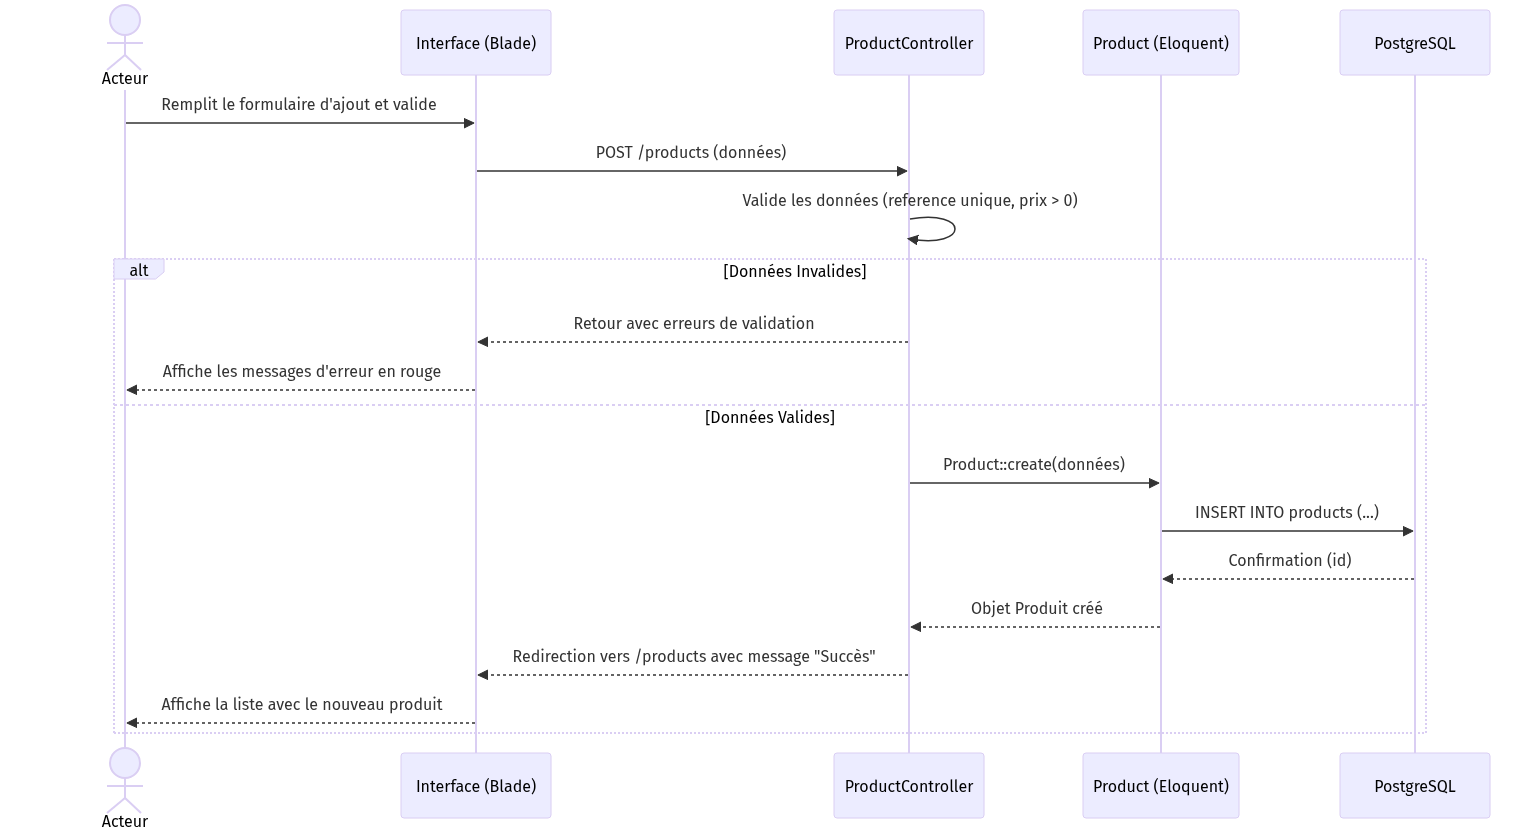 Acteur
Interface (Blade)
ProductController
Product (Eloquent)
PostgreSQL
Remplit le formulaire d'ajout et valide
POST /products (données)
Valide les données (reference unique, prix > 0)
alt
[Données Invalides]
Retour avec erreurs de validation
Affiche les messages d'erreur en rouge
[Données Valides]
Product::create(données)
INSERT INTO products (...)
Confirmation (id)
Objet Produit créé
Redirection vers /products avec message "Succès"
Affiche la liste avec le nouveau produit
Acteur
Interface (Blade)
ProductController
Product (Eloquent)
PostgreSQL